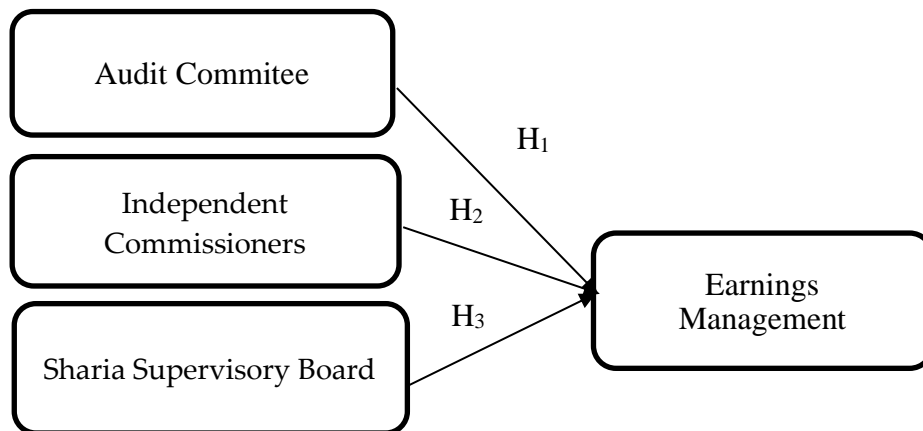 Audit Commitee
H₁
Independent
Commissioners
H₂
Earnings
Management
H₃
Sharia Supervisory Board